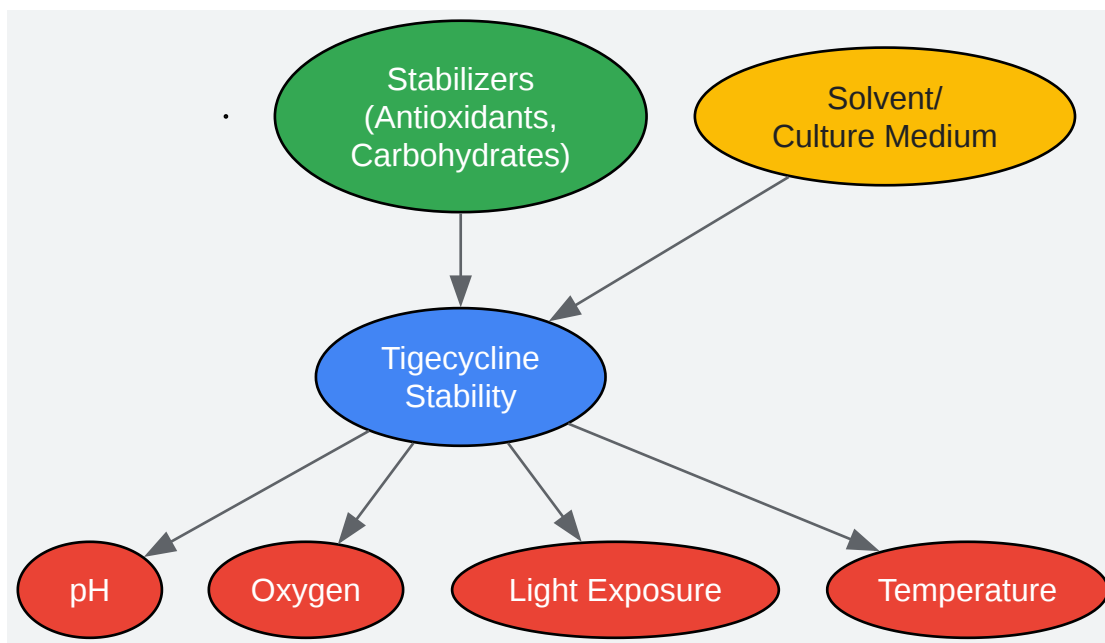 Stabilizers
(Antioxidants,
Carbohydrates)
Solvent/
Culture Medium
Tigecycline
Stability
pH
Oxygen
Light Exposure
Temperature